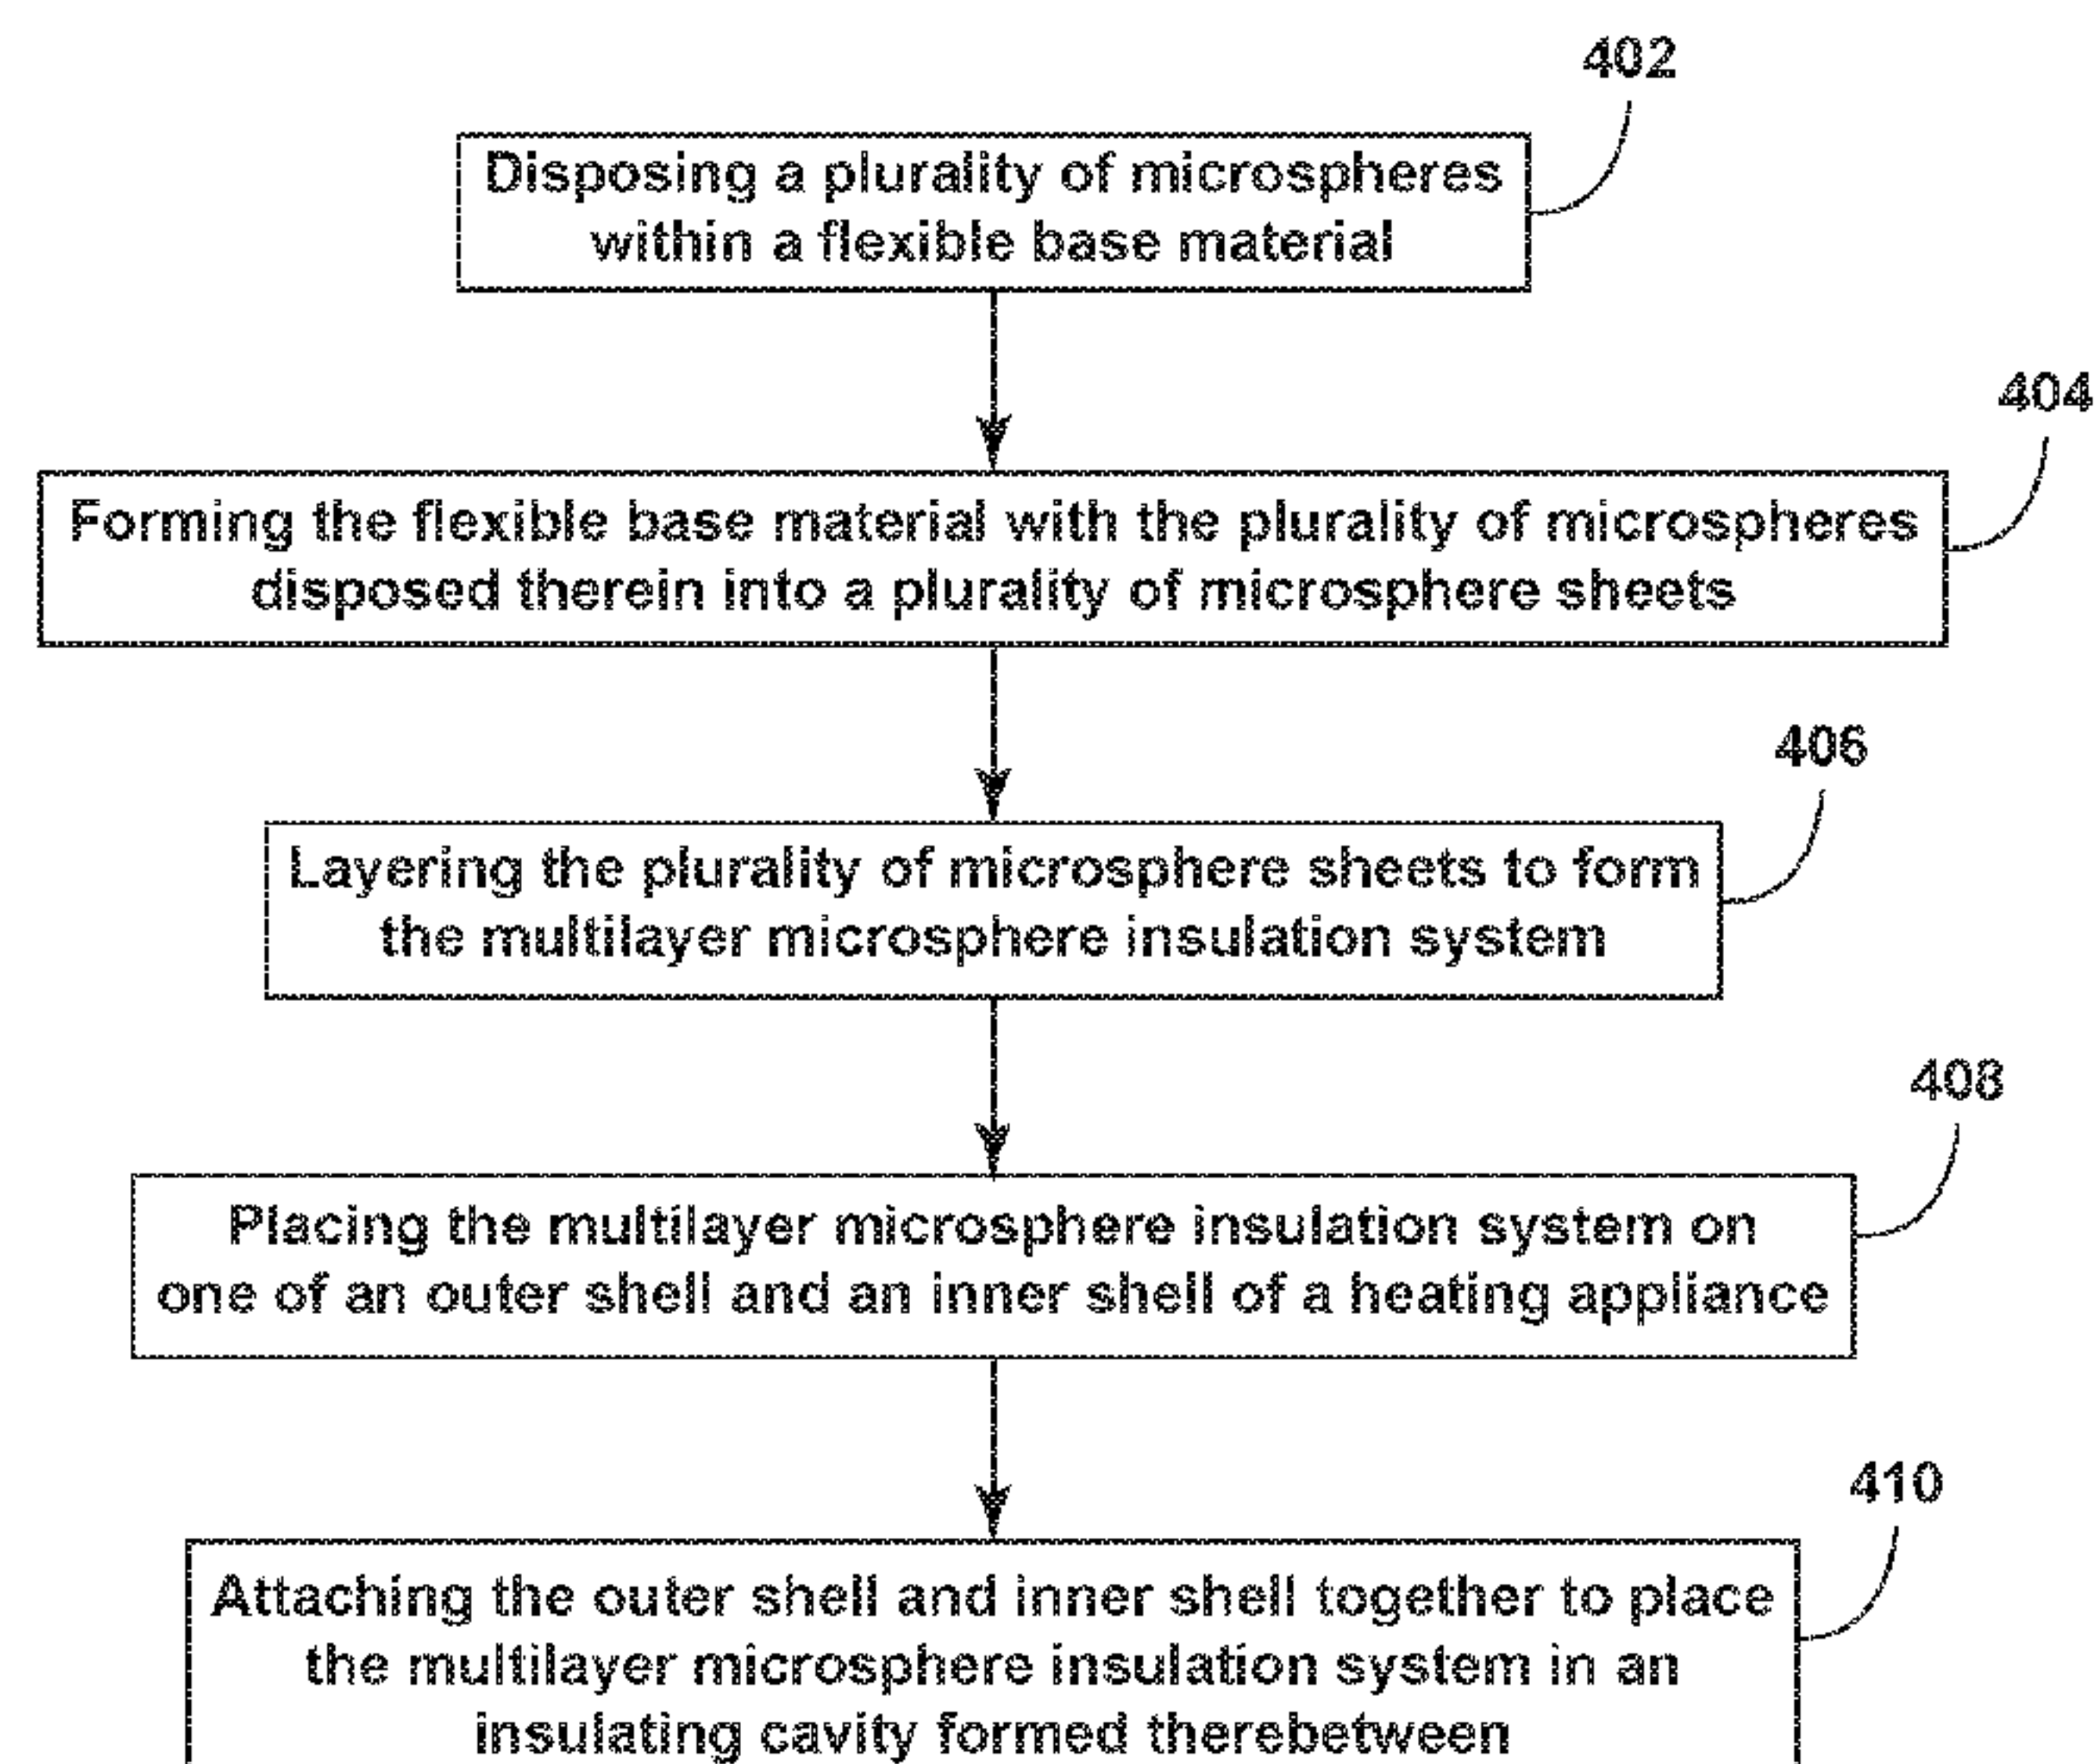 402
Disposing a plurality of microspheres
within a flexible base material
404
Forming the flexible base material with the plurality of microspheres
disposed therein into a plurality of microsphere sheets
406
Layering the plurality of microsphere sheets to form
the multilayer microsphere insulation system
408
Placing the multilayer microsphere insulation system on
one of an outer shell and an inner shell of a heating appliance
410
Attaching the outer shell and inner shell together to place
the multilayer microsphere insulation system in an
insulating cavity formed therebetween